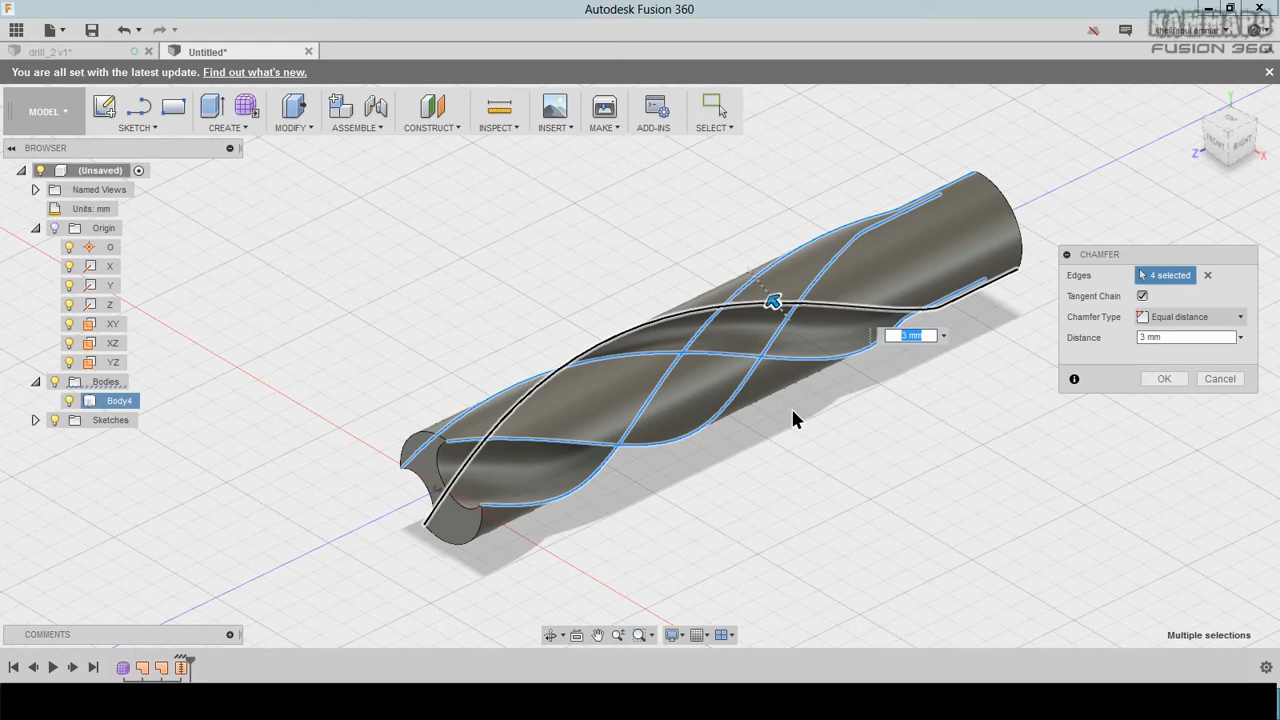 Autodesk Fusion 360
KAMMAP4
FUSION 360
drill_2 v1*
Untitled*
You are all set with the latest update. Find out what's new.
MODEL
SKETCH
CREATE
MODIFY
ASSEMBLE
CONSTRUCT
INSPECT
INSERT
MAKE
ADD-INS
SELECT
FRONT
RIGHT
Y
Z
X
BROWSER
(Unsaved)
Named Views
Units: mm
Origin
O
X
Y
Z
XY
XZ
YZ
Bodies
Body4
Sketches
CHAMFER
Edges
4 selected
Tangent Chain
Chamfer Type
Equal distance
Distance
3 mm
OK
Cancel
3 mm
COMMENTS
Multiple selections